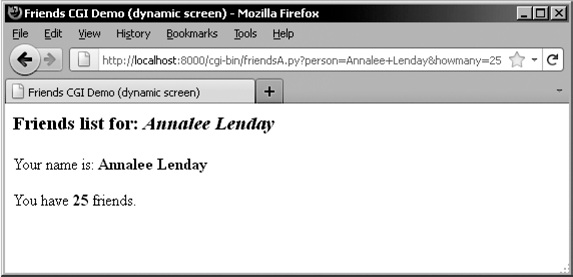 Friends CGI Demo (dynamic screen) - Mozilla Firefox
File Edit View History Bookmarks Tools Help
http://localhost:8000/cgi-bin/friendsA.py?person=Annalee+Lenday&howmany=25
Friends CGI Demo (dynamic screen)
Friends list for: Annalee Lenday
Your name is: Annalee Lenday
You have 25 friends.